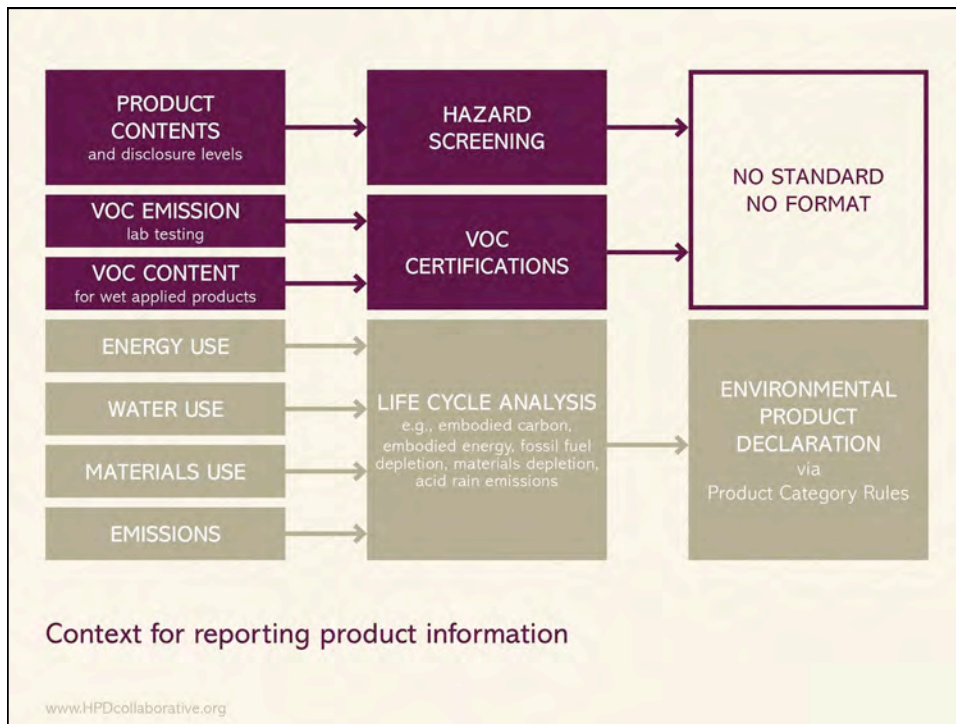 PRODUCT
CONTENTS
and disclosure levels
HAZARD
SCREENING
NO STANDARD
NO FORMAT
VOC EMISSION
lab testing
VOC CONTENT
for wet applied products
VOC
CERTIFICATIONS
ENERGY USE
WATER USE
MATERIALS USE
EMISSIONS
LIFE CYCLE ANALYSIS
e.g., embodied carbon,
embodied energy, fossil fuel
depletion, materials depletion,
acid rain emissions
ENVIRONMENTAL
PRODUCT
DECLARATION
via
Product Category Rules
Context for reporting product information
www.HPDcollaborative.org